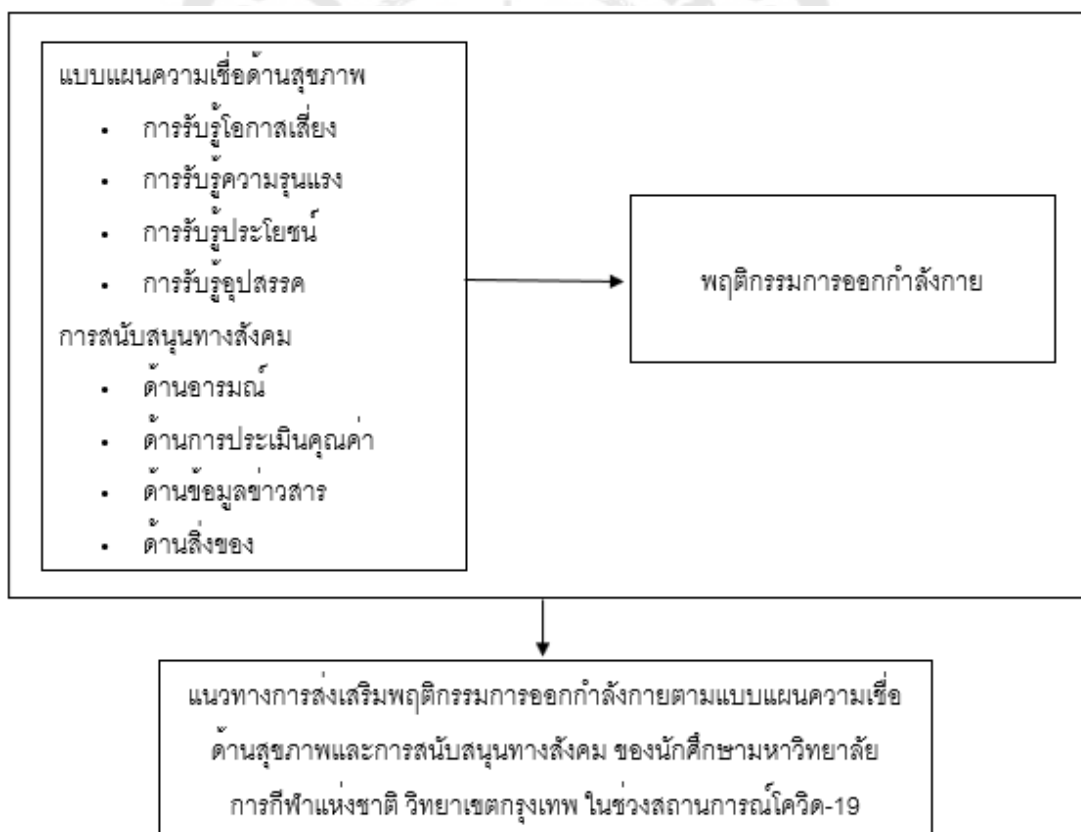 แบบแผนความเชื่อด้านสุขภาพ
• การรับรู้โอกาสเสี่ยง
• การรับรู้ความรุนแรง
• การรับรู้ประโยชน์
• การรับรู้อุปสรรค
การสนับสนุนทางสังคม
• ด้านอารมณ์
• ด้านการประเมินคุณค่า
• ด้านข้อมูลข่าวสาร
• ด้านสิ่งของ
พฤติกรรมการออกกำลังกาย
แนวทางการส่งเสริมพฤติกรรมการออกกำลังกายตามแบบแผนความเชื่อ
ด้านสุขภาพและการสนับสนุนทางสังคม ของนักศึกษามหาวิทยาลัย
การกีฬาแห่งชาติ วิทยาเขตกรุงเทพ ในช่วงสถานการณ์โควิด-19